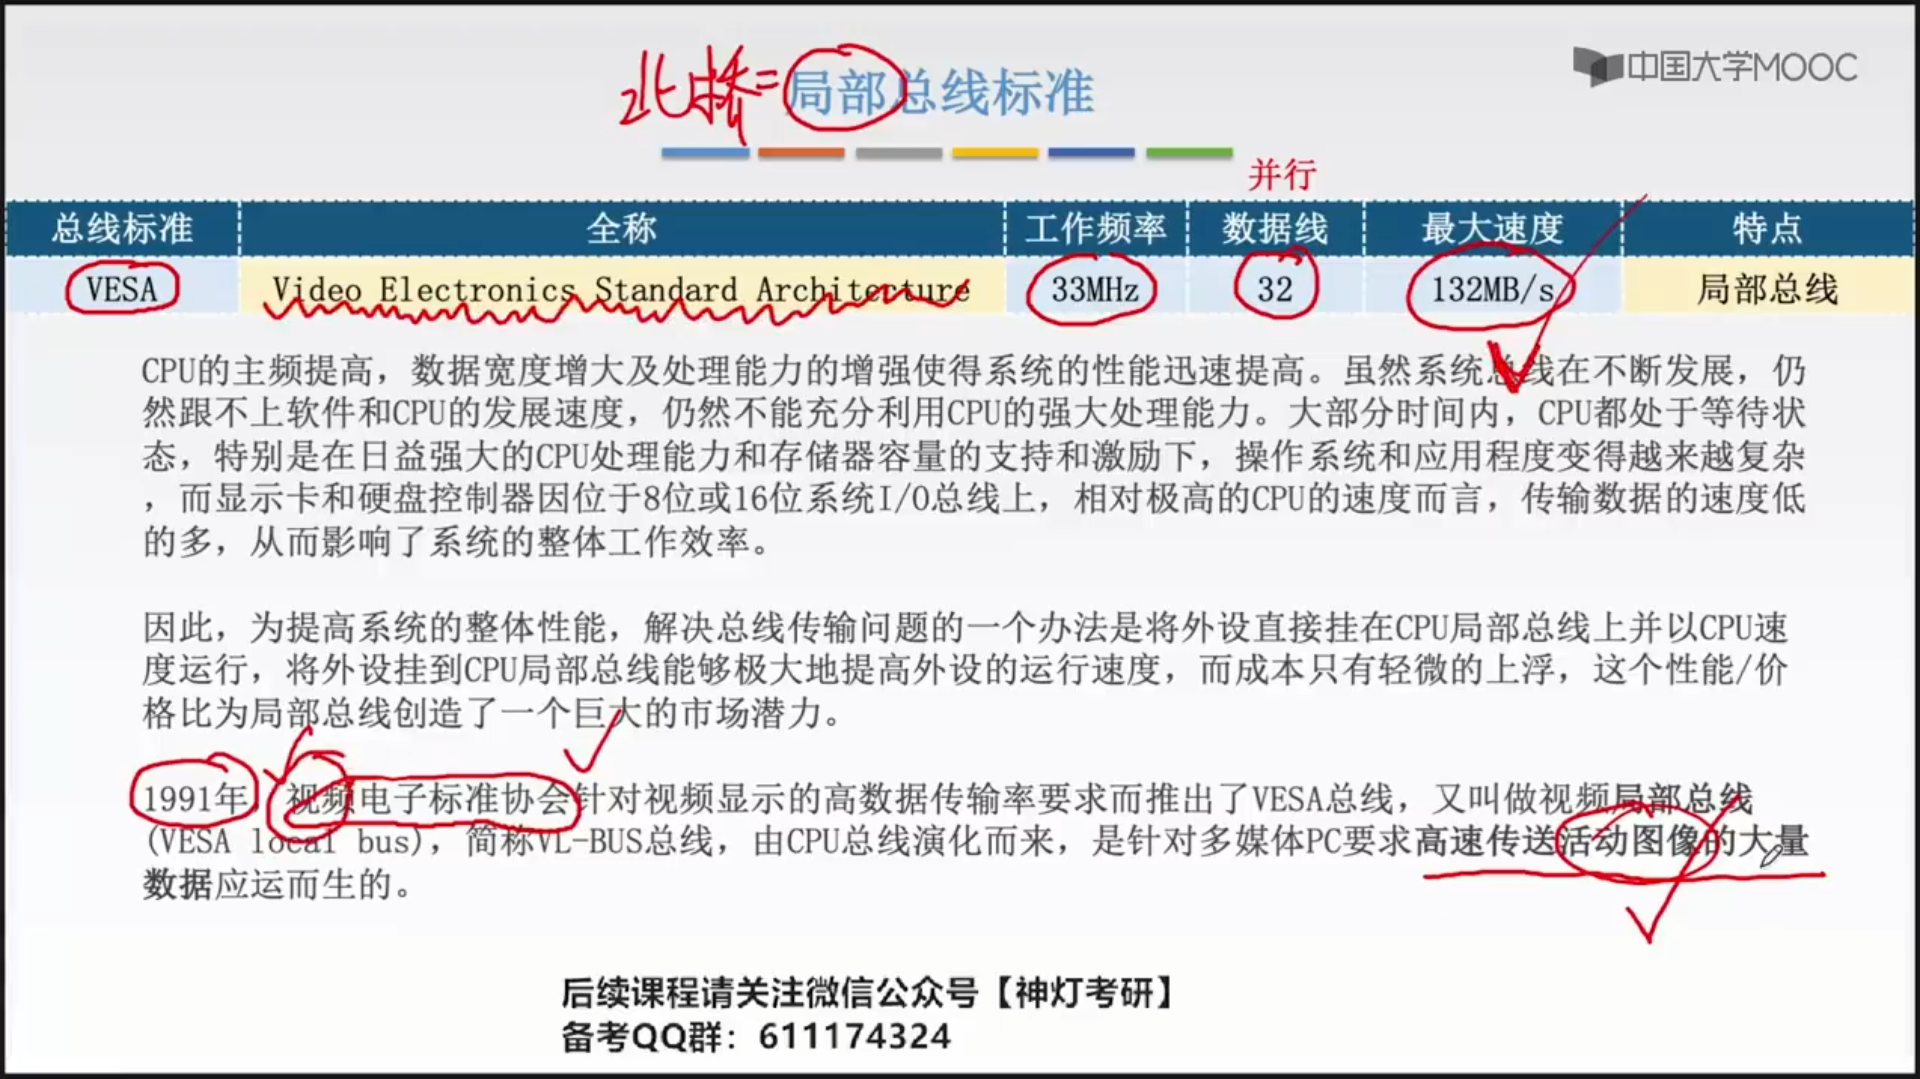 北桥=局部总线标准
中国大学MOOC
并行
总线标准 全称 工作频率 数据线 最大速度 特点
VESA Video Electronics Standard Architecture 33MHz 32 132MB/s 局部总线
CPU的主频提高，数据宽度增大及处理能力的增强使得系统的性能迅速提高。虽然系统总线在不断发展，仍
然跟不上软件和CPU的发展速度，仍然不能充分利用CPU的强大处理能力。大部分时间内，CPU都处于等待状
态，特别是在日益强大的CPU处理能力和存储器容量的支持和激励下，操作系统和应用程度变得越来越复杂
，而显示卡和硬盘控制器因位于8位或16位系统I/O总线上，相对极高的CPU的速度而言，传输数据的速度低
的多，从而影响了系统的整体工作效率。
因此，为提高系统的整体性能，解决总线传输问题的一个办法是将外设直接挂在CPU局部总线上并以CPU速
度运行，将外设挂到CPU局部总线能够极大地提高外设的运行速度，而成本只有轻微的上浮，这个性能/价
格比为局部总线创造了一个巨大的市场潜力。
1991年，视频电子标准协会针对视频显示的高数据传输率要求而推出了VESA总线，又叫做视频局部总线
(VESA local bus)，简称VL-BUS总线，由CPU总线演化而来，是针对多媒体PC要求高速传送活动图像的大量
数据应运而生的。
后续课程请关注微信公众号【神灯考研】
备考QQ群：611174324